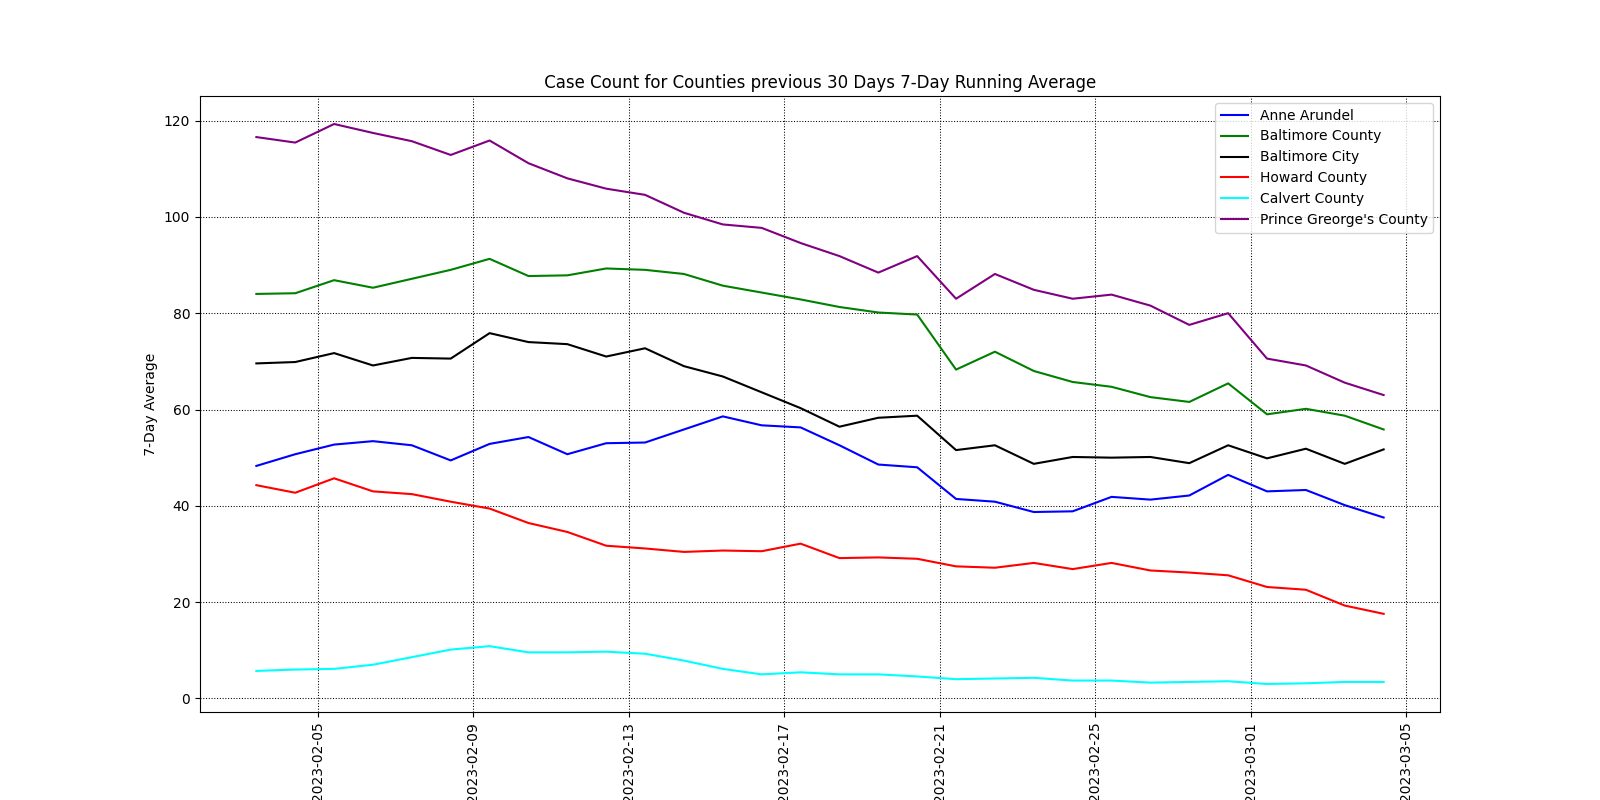 Case Count for Counties previous 30 Days 7-Day Running Average
120
100
80
60
40
20
0
7-Day Average
Anne Arundel
Baltimore County
Baltimore City
Howard County
Calvert County
Prince Greorge's County
2023-02-05
2023-02-09
2023-02-13
2023-02-17
2023-02-21
2023-02-25
2023-03-01
2023-03-05